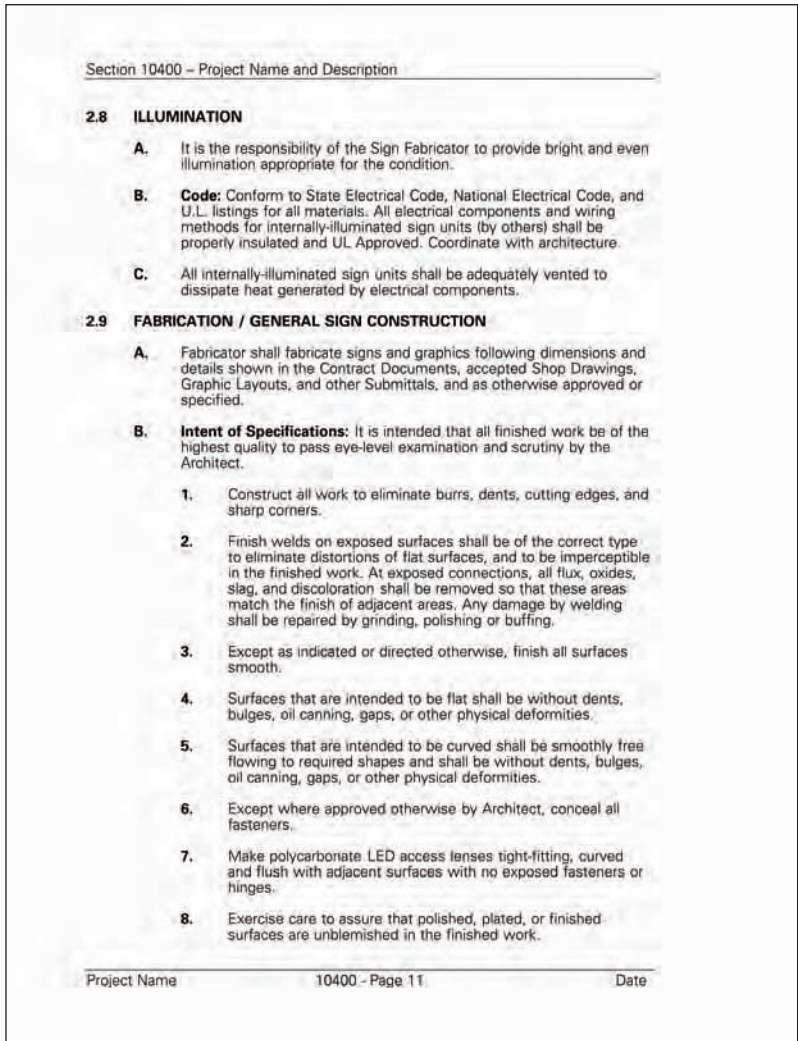 Section 10400 – Project Name and Description
2.8 ILLUMINATION
A. It is the responsibility of the Sign Fabricator to provide bright and even
illumination appropriate for the condition.
B. Code: Conform to State Electrical Code, National Electrical Code, and
U.L. listings for all materials. All electrical components and wiring
methods for internally-illuminated sign units (by others) shall be
properly insulated and UL Approved. Coordinate with architecture.
C. All internally-illuminated sign units shall be adequately vented to
dissipate heat generated by electrical components.
2.9 FABRICATION / GENERAL SIGN CONSTRUCTION
A. Fabricator shall fabricate signs and graphics following dimensions and
details shown in the Contract Documents, accepted Shop Drawings,
Graphic Layouts, and other Submittals, and as otherwise approved or
specified.
B. Intent of Specifications: It is intended that all finished work be of the
highest quality to pass eye-level examination and scrutiny by the
Architect.
1. Construct all work to eliminate burrs, dents, cutting edges, and
sharp corners.
2. Finish welds on exposed surfaces shall be of the correct type
to eliminate distortions of flat surfaces, and to be imperceptible
in the finished work. At exposed connections, all flux, oxides,
slag, and discoloration shall be removed so that these areas
match the finish of adjacent areas. Any damage by welding
shall be repaired by grinding, polishing or buffing.
3. Except as indicated or directed otherwise, finish all surfaces
smooth.
4. Surfaces that are intended to be flat shall be without dents,
bulges, oil canning, gaps, or other physical deformities.
5. Surfaces that are intended to be curved shall be smoothly free
flowing to required shapes and shall be without dents, bulges,
oil canning, gaps, or other physical deformities.
6. Except where approved otherwise by Architect, conceal all
fasteners.
7. Make polycarbonate LED access lenses tight-fitting, curved
and flush with adjacent surfaces with no exposed fasteners or
hinges.
8. Exercise care to assure that polished, plated, or finished
surfaces are unblemished in the finished work.
Project Name 10400 - Page 11 Date